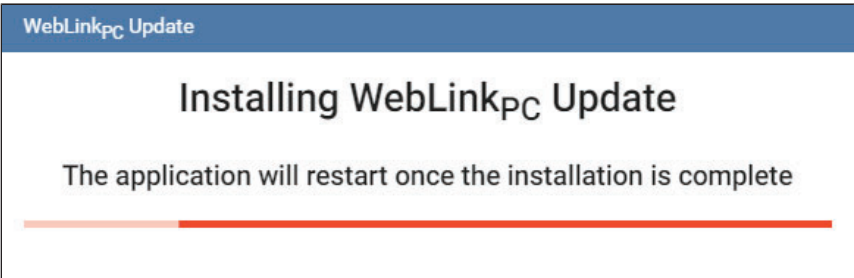 WebLinkPC Update
Installing WebLinkPC Update
The application will restart once the installation is complete